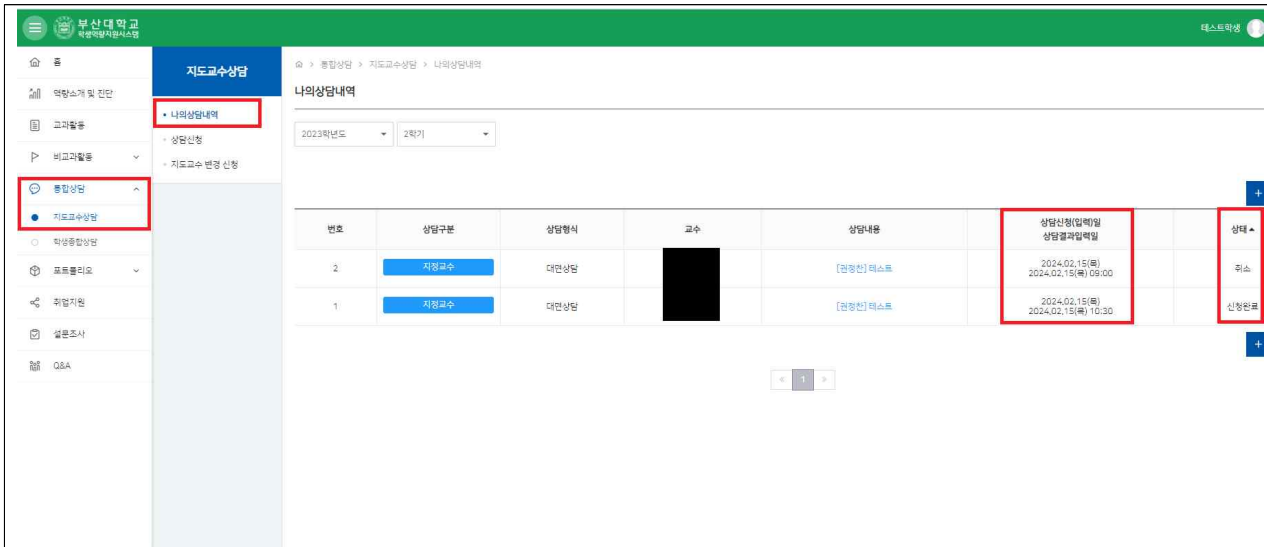 부산대학교
학생역량지원시스템
테스트학생
홈
역량소개 및 진단
교과활동
비교과활동
통합상담
지도교수상담
학생종합상담
포트폴리오
취업지원
설문조사
Q&A
지도교수상담
나의상담내역
상담신청
지도교수 변경 신청
통합상담 > 지도교수상담 > 나의상담내역
나의상담내역
2023학년도 2학기
+
번호 상담구분 상담형식 교수 상담내용 상담신청(입력)일 상태▲
상담결과입력일
2 지정교수 대면상담 [권정찬] 테스트 2024.02.15(목) 취소
2024.02.15(목) 09:00
1 지정교수 대면상담 [권정찬] 테스트 2024.02.15(목) 신청완료
2024.02.15(목) 10:30
+
« 1 »